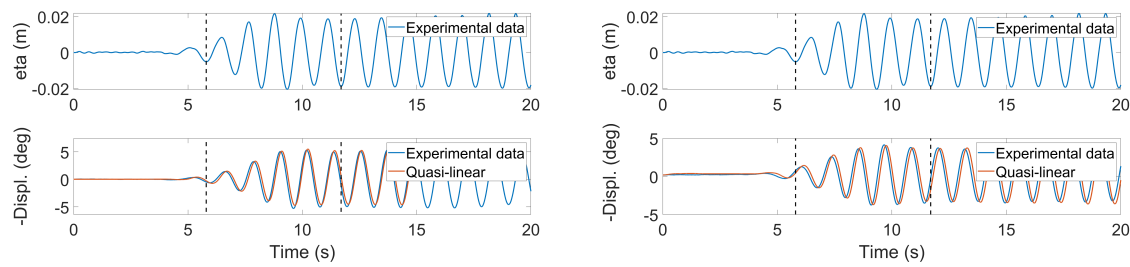 eta (m)
0.02
0
-0.02
Experimental data
0 5 10 15 20
-Displ. (deg)
5
0
-5
Experimental data
Quasi-linear
0 5 10 15 20
Time (s)
eta (m)
0.02
0
-0.02
Experimental data
0 5 10 15 20
-Displ. (deg)
5
0
-5
Experimental data
Quasi-linear
0 5 10 15 20
Time (s)